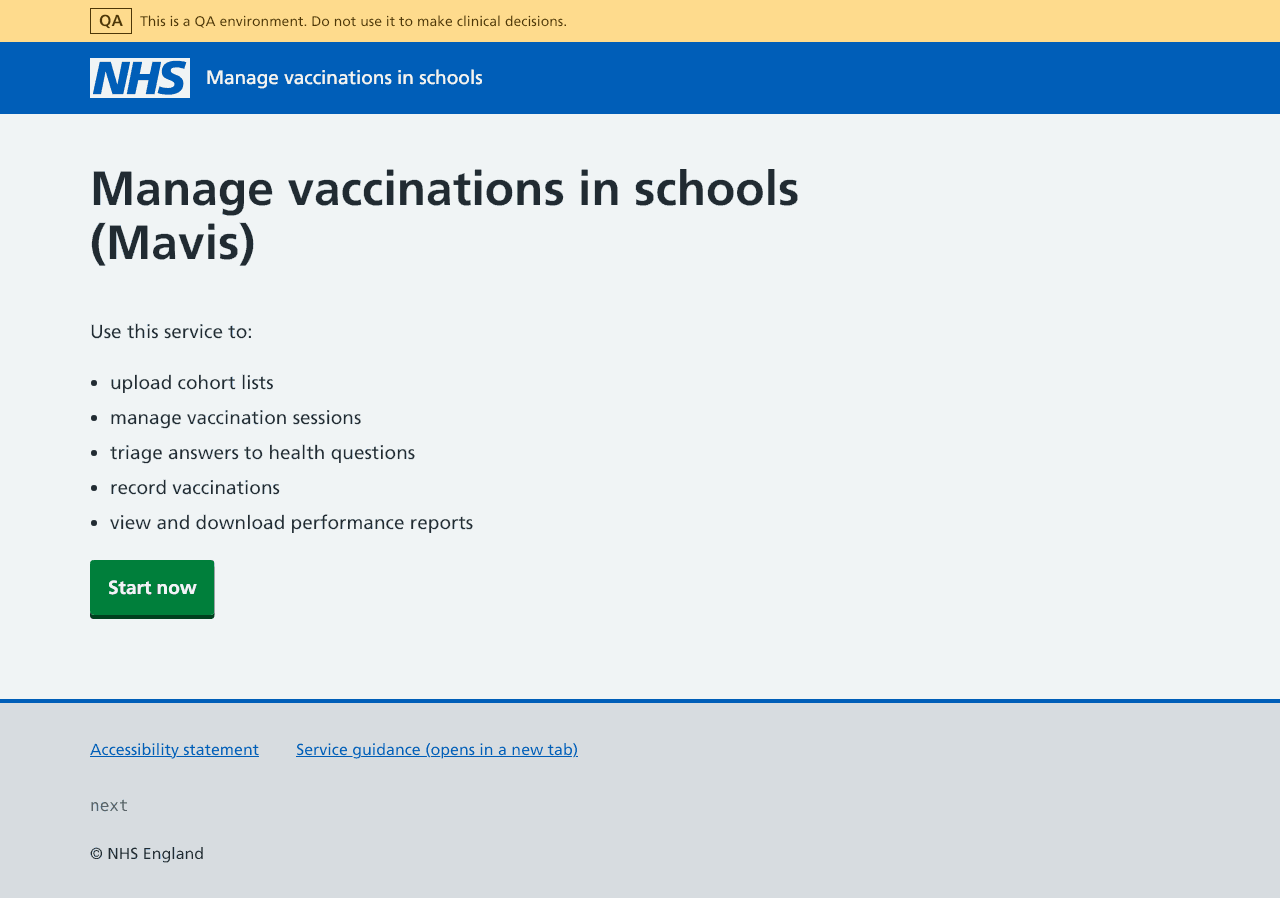 QA This is a QA environment. Do not use it to make clinical decisions.
NHS Manage vaccinations in schools
Manage vaccinations in schools
(Mavis)
Use this service to:
• upload cohort lists
• manage vaccination sessions
• triage answers to health questions
• record vaccinations
• view and download performance reports
Start now
Accessibility statement Service guidance (opens in a new tab)
next
© NHS England